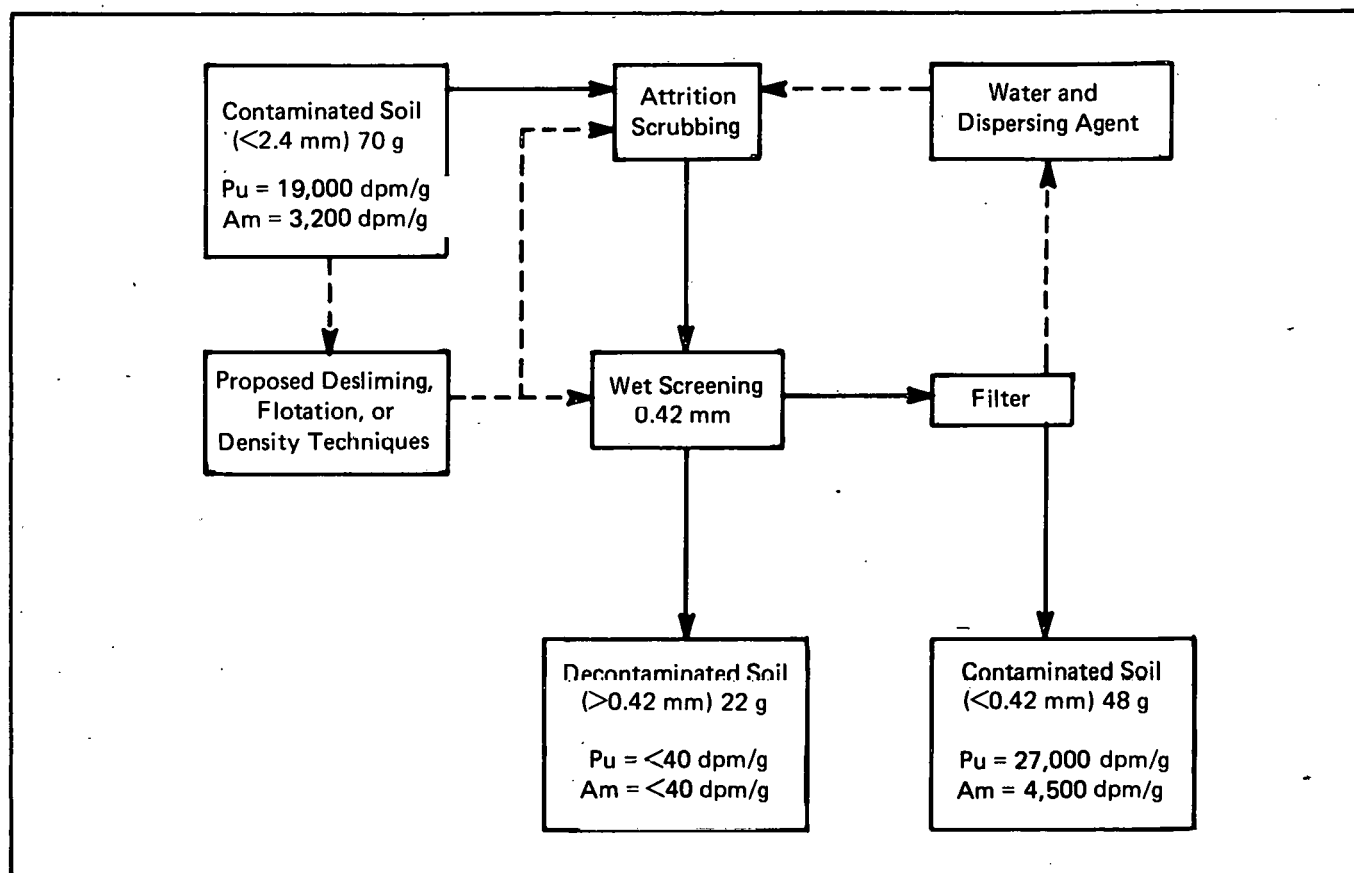 Contaminated Soil
(<2.4 mm) 70 g
Pu = 19,000 dpm/g
Am = 3,200 dpm/g
Attrition
Scrubbing
Water and
Dispersing Agent
Proposed Desliming,
Flotation, or
Density Techniques
Wet Screening
0.42 mm
Filter
Decontaminated Soil
(>0.42 mm) 22 g
Pu = <40 dpm/g
Am = <40 dpm/g
Contaminated Soil
(<0.42 mm) 48 g
Pu = 27,000 dpm/g
Am = 4,500 dpm/g